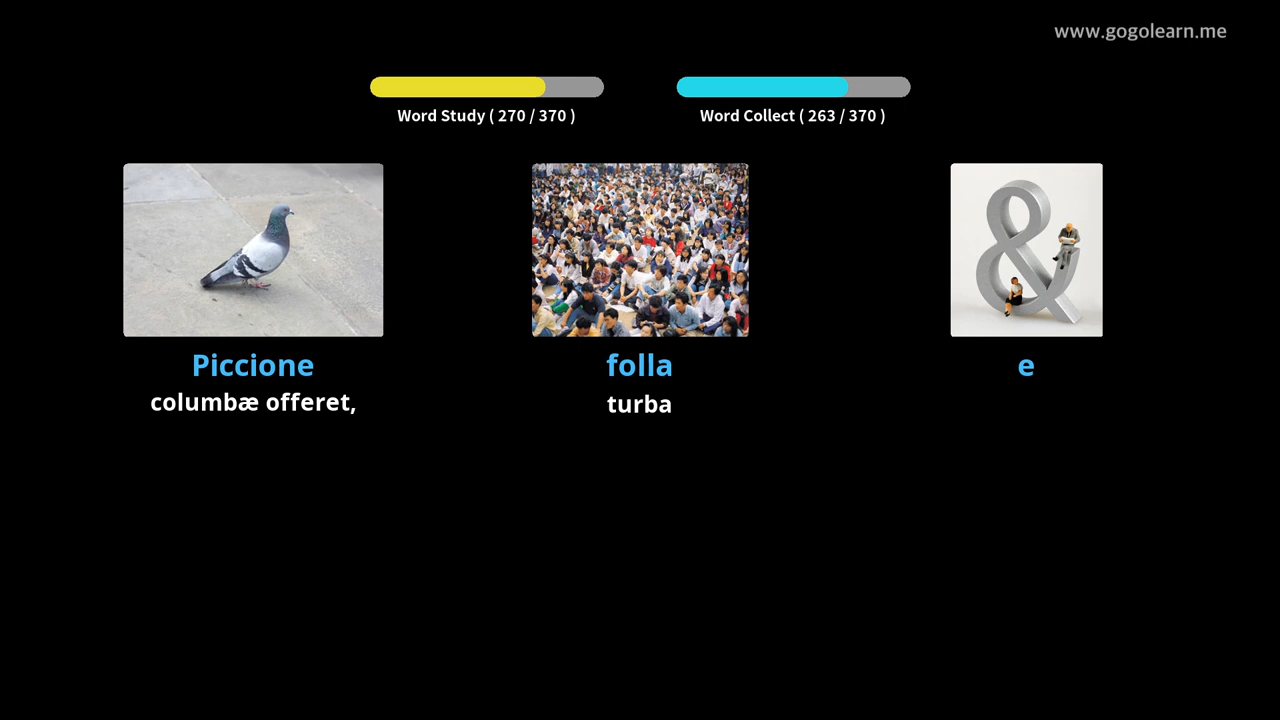 www.gogolearn.me
Word Study ( 270 / 370 )
Word Collect ( 263 / 370 )
Piccione
columbæ offeret,
folla
turba
e
&